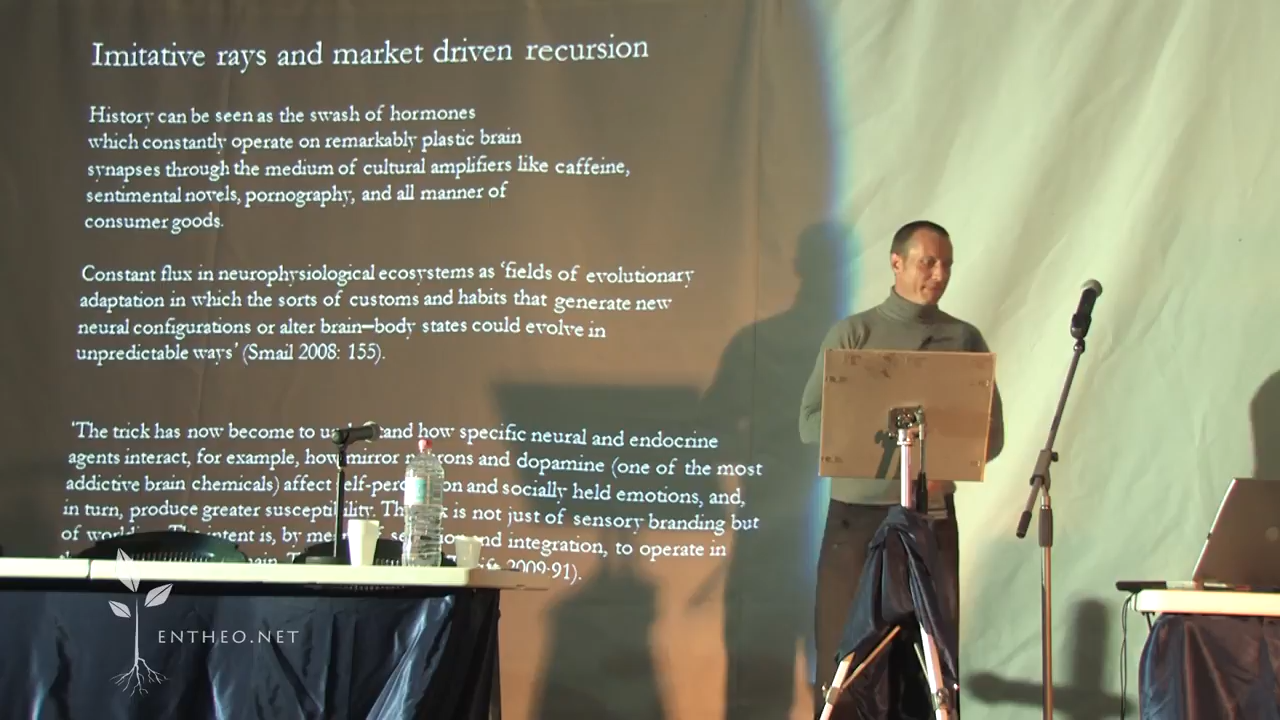 Imitative rays and market driven recursion
History can be seen as the swash of hormones
which constantly operate on remarkably plastic brain
synapses through the medium of cultural amplifiers like caffeine,
sentimental novels, pornography, and all manner of
consumer goods.
Constant flux in neurophysiological ecosystems as 'fields of evolutionary
adaptation in which the sorts of customs and habits that generate new
neural configurations or alter brain–body states could evolve in
unpredictable ways' (Smail 2008: 155).
'The trick has now become to and how specific neural and endocrine
agents interact, for example, how mirror and dopamine (one of the most
addictive brain chemicals) affect and socially held emotions, and,
in turn, produce greater susceptibility. is not just of sensory branding but
of is, by and integration, to operate in
2009:91).
ENTHEO.NET